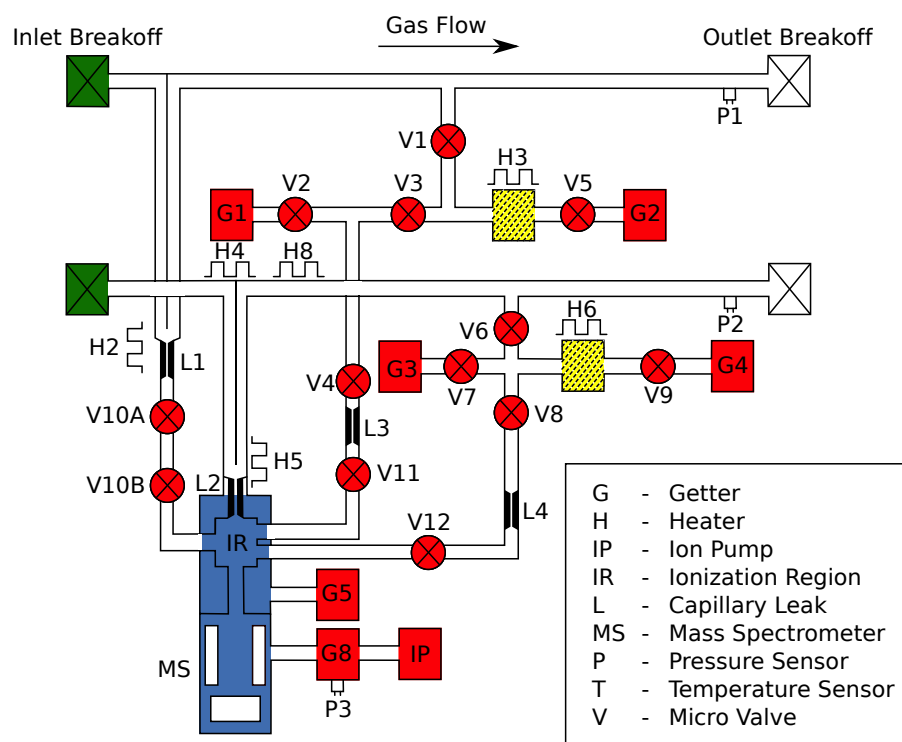 Gas Flow
Inlet Breakoff
Outlet Breakoff
P1
V1
H3
V2
V3
V5
G1
G2
H4
H8
P2
V6
H6
H2
L1
V4
G3
G4
V7
V9
V10A
V8
L3
H5
V10B
L2
V11
L4
V12
IR
G5
MS
G8
IP
P3
G - Getter
H - Heater
IP - Ion Pump
IR - Ionization Region
L - Capillary Leak
MS - Mass Spectrometer
P - Pressure Sensor
T - Temperature Sensor
V - Micro Valve